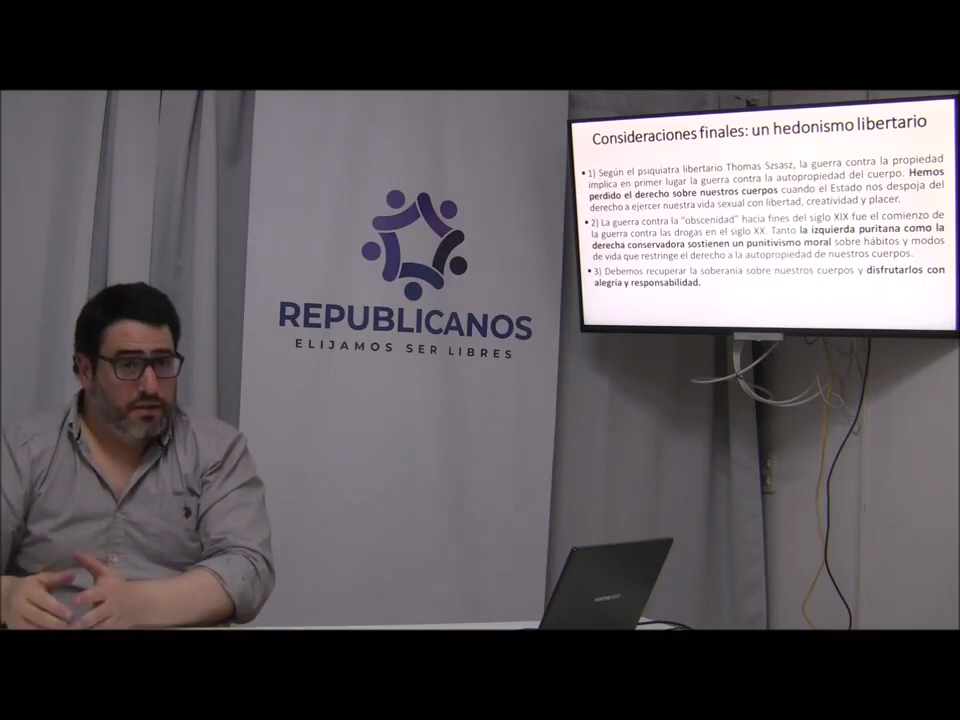 REPUBLICANOS
ELIJAMOS SER LIBRES
Consideraciones finales: un hedonismo libertario
• 1) Según el psiquiatra libertario Thomas Szsasz, la guerra contra la propiedad
implica en primer lugar la guerra contra la autopropiedad del cuerpo. Hemos
perdido el derecho sobre nuestros cuerpos cuando el Estado nos despoja del
derecho a ejercer nuestra vida sexual con libertad, creatividad y placer.
• 2) La guerra contra la "obscenidad" hacia fines del siglo XIX fue el comienzo de
la guerra contra las drogas en el siglo XX. Tanto la izquierda puritana como la
derecha conservadora sostienen un punitivismo moral sobre hábitos y modos
de vida que restringe el derecho a la autopropiedad de nuestros cuerpos.
• 3) Debemos recuperar la soberania sobre nuestros cuerpos y disfrutarlos con
alegria y responsabilidad.